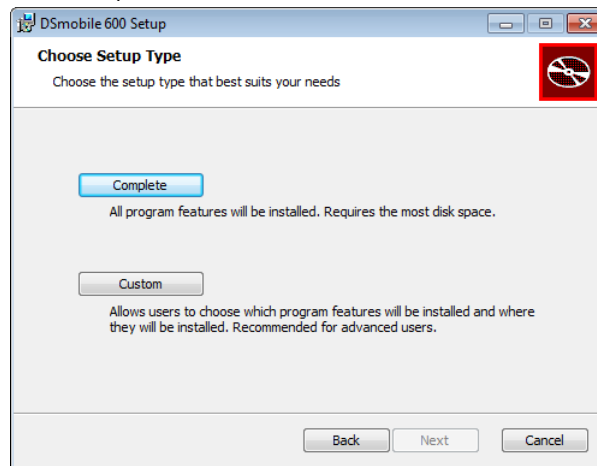 DSmobile 600 Setup
Choose Setup Type
Choose the setup type that best suits your needs
Complete
All program features will be installed. Requires the most disk space.
Custom
Allows users to choose which program features will be installed and where
they will be installed. Recommended for advanced users.
Back Next Cancel